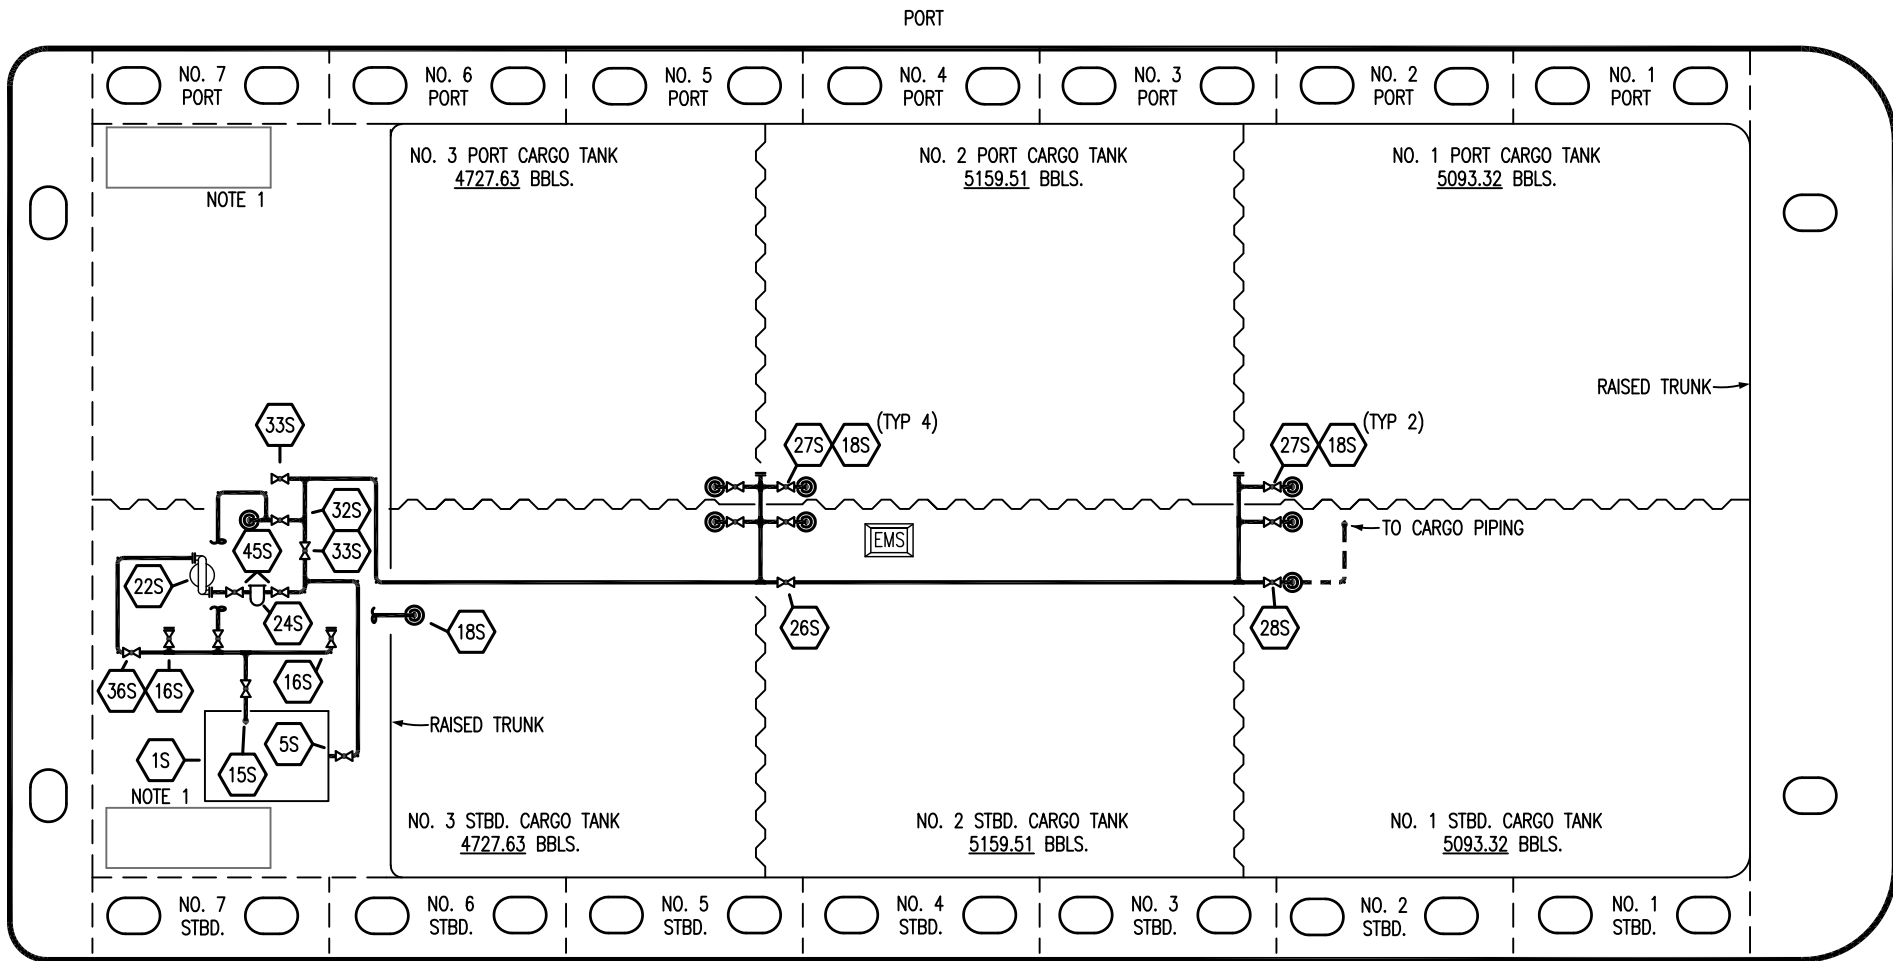 PORT
NO. 7
PORT
NO. 6
PORT
NO. 5
PORT
NO. 4
PORT
NO. 3
PORT
NO. 2
PORT
NO. 1
PORT
NO. 3 PORT CARGO TANK
4727.63 BBLS.
NO. 2 PORT CARGO TANK
5159.51 BBLS.
NO. 1 PORT CARGO TANK
5093.32 BBLS.
NOTE 1
RAISED TRUNK
33S
27S
18S
(TYP 4)
27S
18S
(TYP 2)
32S
33S
45S
EMS
TO CARGO PIPING
22S
24S
18S
26S
28S
36S
16S
16S
RAISED TRUNK
1S
15S
5S
NOTE 1
NO. 3 STBD. CARGO TANK
4727.63 BBLS.
NO. 2 STBD. CARGO TANK
5159.51 BBLS.
NO. 1 STBD. CARGO TANK
5093.32 BBLS.
NO. 7
STBD.
NO. 6
STBD.
NO. 5
STBD.
NO. 4
STBD.
NO. 3
STBD.
NO. 2
STBD.
NO. 1
STBD.